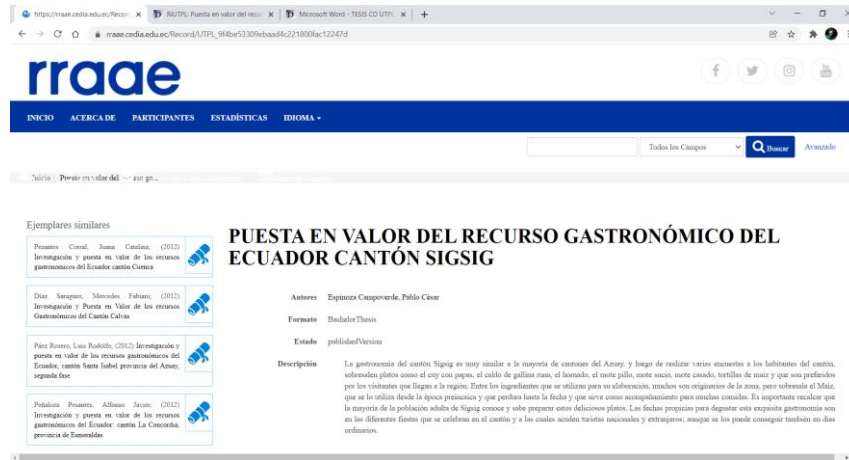 https://rraae.cedia.edu.ec/Recor
RiUTPL: Puesta en valor del recur
Microsoft Word - TESIS CD UTPL
rraae.cedia.edu.ec/Record/UTPL_9f4be53309ebaad4c221800fac12247d
rraae
INICIO ACERCA DE PARTICIPANTES ESTADÍSTICAS IDIOMA
Todos los Campos Buscar Avanzado
Inicio Puesta en valor del
Ejemplares similares
Pezantes Corral, Juana Catalina; (2012)
Investigación y puesta en valor de los recursos
gastronomicos del Ecuador cantón Cuenca
Díaz Saraguro, Mercedes Fabiana; (2012)
Investigación y Puesta en Valor de los recursos
Gastronómicos del Cantón Calvas
Páez Rosero, Luis Rodolfo; (2012) Investigación y
puesta en valor de los recursos gastronómicos del
Ecuador, cantón Santa Isabel provincia del Azuay,
segunda fase
Peñaloza Pesantes, Alfonso Javier; (2012)
Investigación y puesta en valor de los recursos
gastronómicos del Ecuador: cantón La Concordia;
provincia de Esmeraldas
PUESTA EN VALOR DEL RECURSO GASTRONÓMICO DEL
ECUADOR CANTÓN SIGSIG
Autores Espinoza Campoverde, Pablo César
Formato BachelorThesis
Estado publishedVersion
Descripción La gastronomía del cantón Sigsig es muy similar a la mayoría de cantones del Azuay, y luego de realizar varias encuestas a los habitantes del cantón,
sobresalen platos como el cuy con papas, el caldo de gallina runa, el hornado, el mote pillo, mote sucio, mote casado, tortillas de maíz y que son preferidos
por los visitantes que llegan a la región. Entre los ingredientes que se utilizan para su elaboración, muchos son originarios de la zona, pero sobresale el Maíz,
que se lo utiliza desde la época preincaica y que perdura hasta la fecha y que sirve como acompañamiento para muchas comidas. Es importante recalcar que
la mayoría de la población adulta de Sigsig conoce y sabe preparar estos deliciosos platos. Las fechas propicias para degustar esta exquisita gastronomía son
en las diferentes fiestas que se celebran en el cantón y a las cuales acuden turistas nacionales y extranjeros; aunque se los puede conseguir también en días
ordinarios.